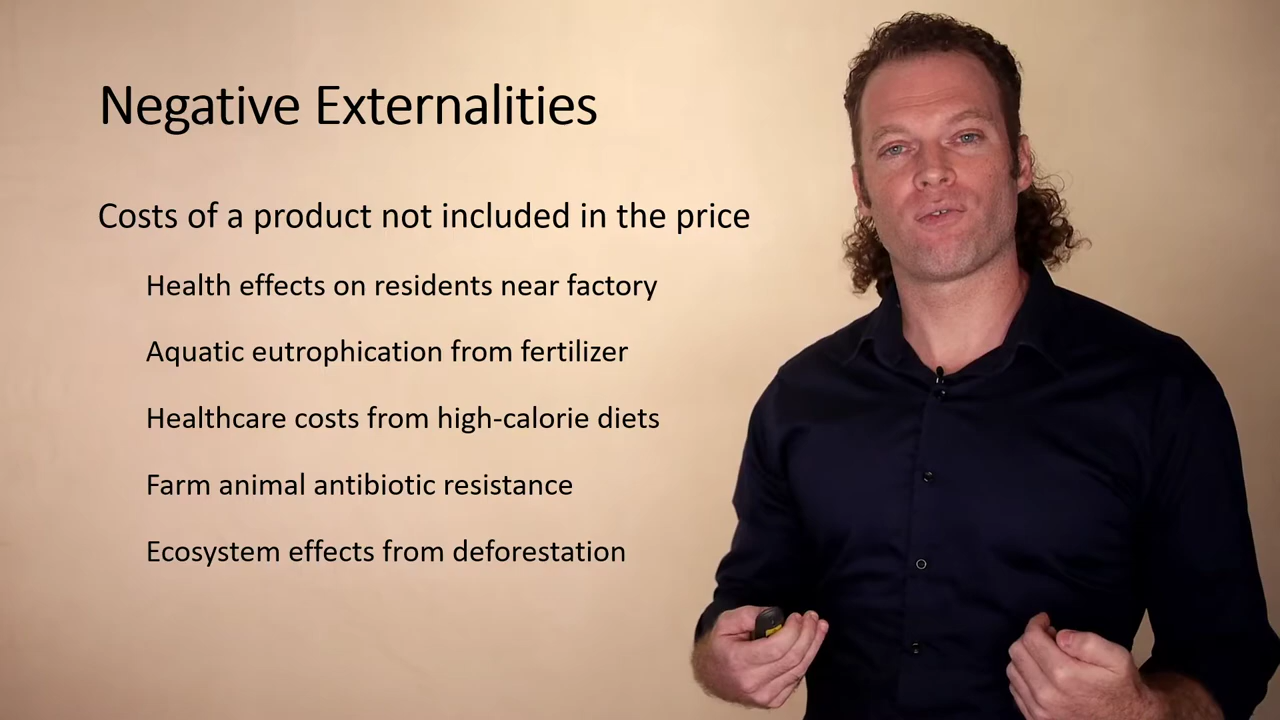 Negative Externalities
Costs of a product not included in the price
Health effects on residents near factory
Aquatic eutrophication from fertilizer
Healthcare costs from high-calorie diets
Farm animal antibiotic resistance
Ecosystem effects from deforestation